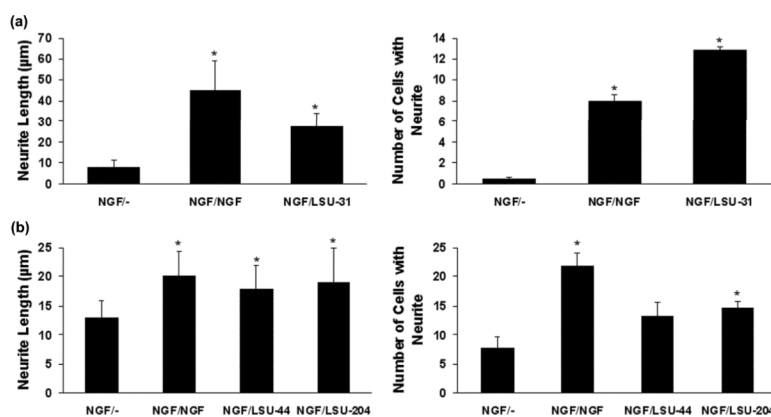 (a)
Neurite Length (µm)
70
60
50
40
30
20
10
0
*
*
NGF/-
NGF/NGF
NGF/LSU-31
Number of Cells with
Neurite
14
12
10
8
6
4
2
0
*
*
NGF/-
NGF/NGF
NGF/LSU-31
(b)
Neurite Length (µm)
25
20
15
10
5
0
*
*
*
NGF/-
NGF/NGF
NGF/LSU-44
NGF/LSU-204
Number of Cells with
Neurite
25
20
15
10
5
0
*
*
NGF/-
NGF/NGF
NGF/LSU-44
NGF/LSU-204